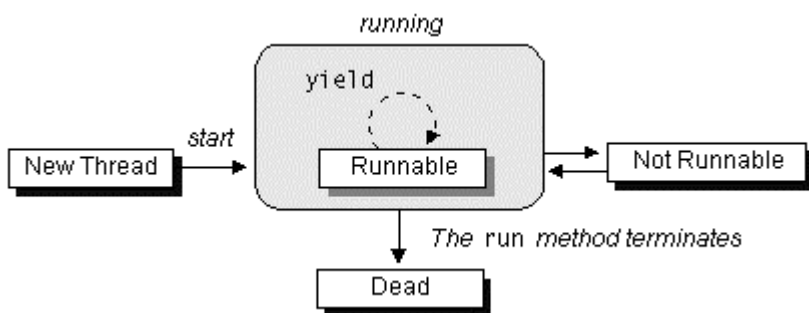 running
yield
start
New Thread
Runnable
Not Runnable
The run method terminates
Dead